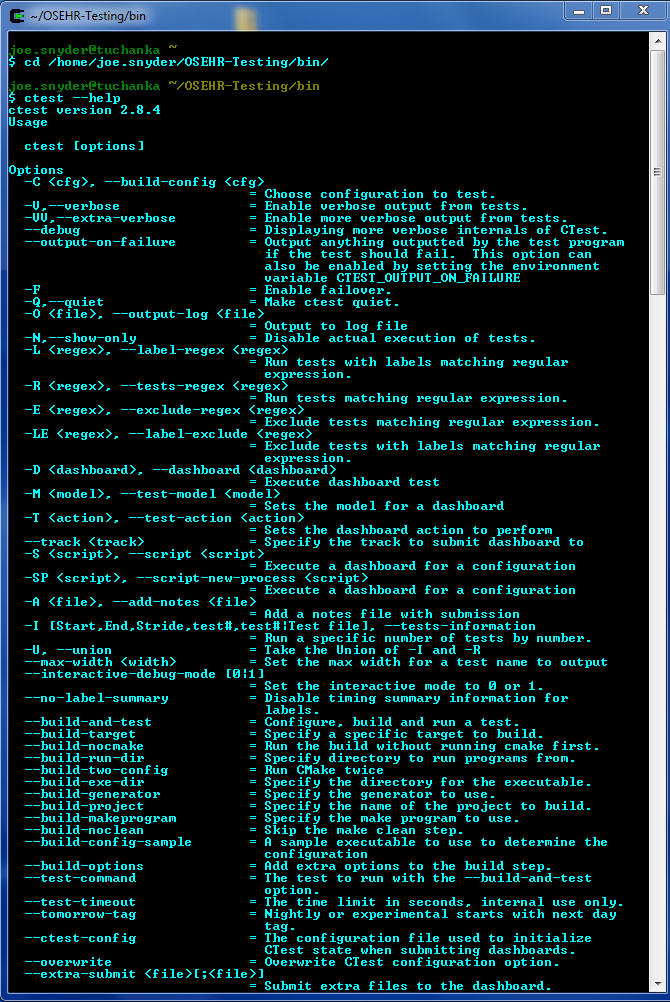 ~/OSEHR-Testing/bin
joe.snyder@tuchanka ~
$ cd /home/joe.snyder/OSEHR-Testing/bin/
joe.snyder@tuchanka ~/OSEHR-Testing/bin
$ ctest --help
ctest version 2.8.4
Usage
ctest [options]
Options
-C <cfg>, --build-config <cfg>
= Choose configuration to test.
-V,--verbose = Enable verbose output from tests.
-VV,--extra-verbose = Enable more verbose output from tests.
--debug = Displaying more verbose internals of CTest.
--output-on-failure = Output anything outputted by the test program
if the test should fail.  This option can
also be enabled by setting the environment
variable CTEST_OUTPUT_ON_FAILURE
-F = Enable failover.
-Q,--quiet = Make ctest quiet.
-O <file>, --output-log <file>
= Output to log file
-N,--show-only = Disable actual execution of tests.
-L <regex>, --label-regex <regex>
= Run tests with labels matching regular
expression.
-R <regex>, --tests-regex <regex>
= Run tests matching regular expression.
-E <regex>, --exclude-regex <regex>
= Exclude tests matching regular expression.
-LE <regex>, --label-exclude <regex>
= Exclude tests with labels matching regular
expression.
-D <dashboard>, --dashboard <dashboard>
= Execute dashboard test
-M <model>, --test-model <model>
= Sets the model for a dashboard
-T <action>, --test-action <action>
= Sets the dashboard action to perform
--track <track> = Specify the track to submit dashboard to
-S <script>, --script <script>
= Execute a dashboard for a configuration
-SP <script>, --script-new-process <script>
= Execute a dashboard for a configuration
-A <file>, --add-notes <file>
= Add a notes file with submission
-I [Start,End,Stride,test#,test#|Test file], --tests-information
= Run a specific number of tests by number.
-U, --union = Take the Union of -I and -R
--max-width <width> = Set the max width for a test name to output
--interactive-debug-mode [0|1]
= Set the interactive mode to 0 or 1.
--no-label-summary = Disable timing summary information for
labels.
--build-and-test = Configure, build and run a test.
--build-target = Specify a specific target to build.
--build-nocmake = Run the build without running cmake first.
--build-run-dir = Specify directory to run programs from.
--build-two-config = Run CMake twice
--build-exe-dir = Specify the directory for the executable.
--build-generator = Specify the generator to use.
--build-project = Specify the name of the project to build.
--build-makeprogram = Specify the make program to use.
--build-noclean = Skip the make clean step.
--build-config-sample = A sample executable to use to determine the
configuration
--build-options = Add extra options to the build step.
--test-command = The test to run with the --build-and-test
option.
--test-timeout = The time limit in seconds, internal use only.
--tomorrow-tag = Nightly or experimental starts with next day
tag.
--ctest-config = The configuration file used to initialize
CTest state when submitting dashboards.
--overwrite = Overwrite CTest configuration option.
--extra-submit <file>[;<file>]
= Submit extra files to the dashboard.